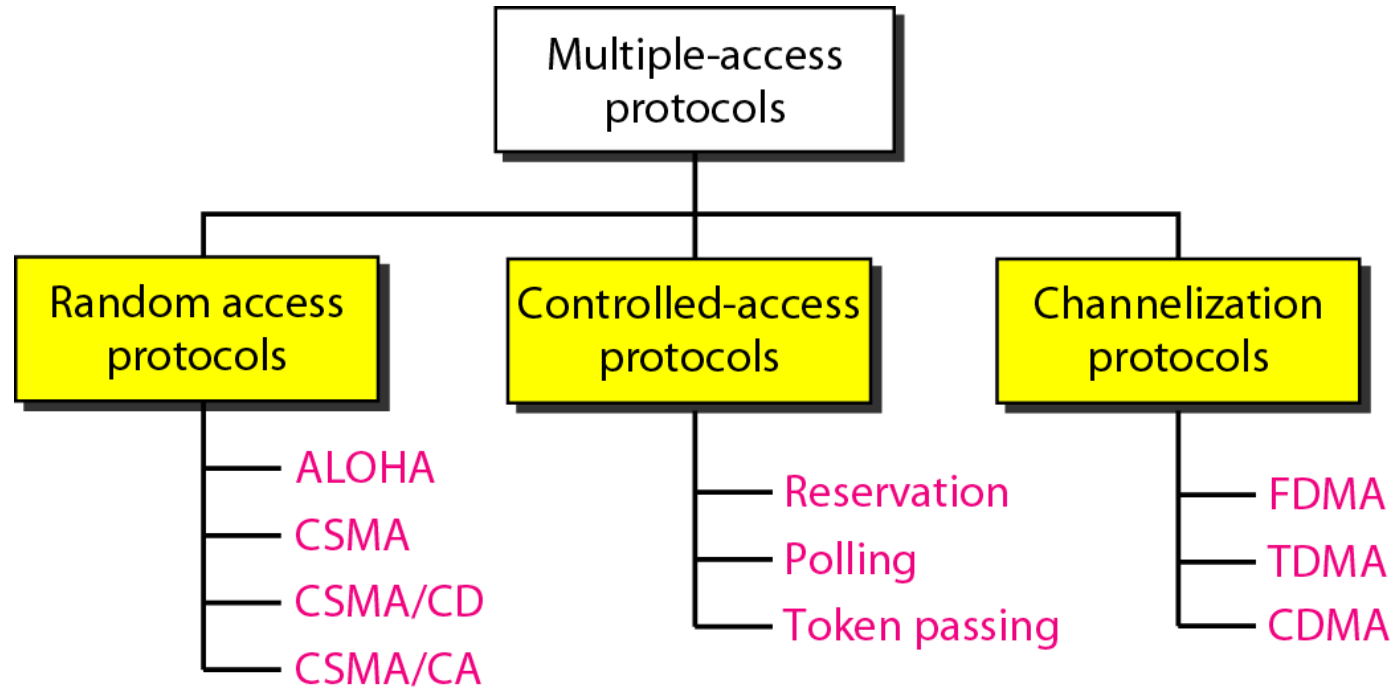 Multiple-access
protocols
Random access
protocols
Controlled-access
protocols
Channelization
protocols
ALOHA
CSMA
CSMA/CD
CSMA/CA
Reservation
Polling
Token passing
FDMA
TDMA
CDMA